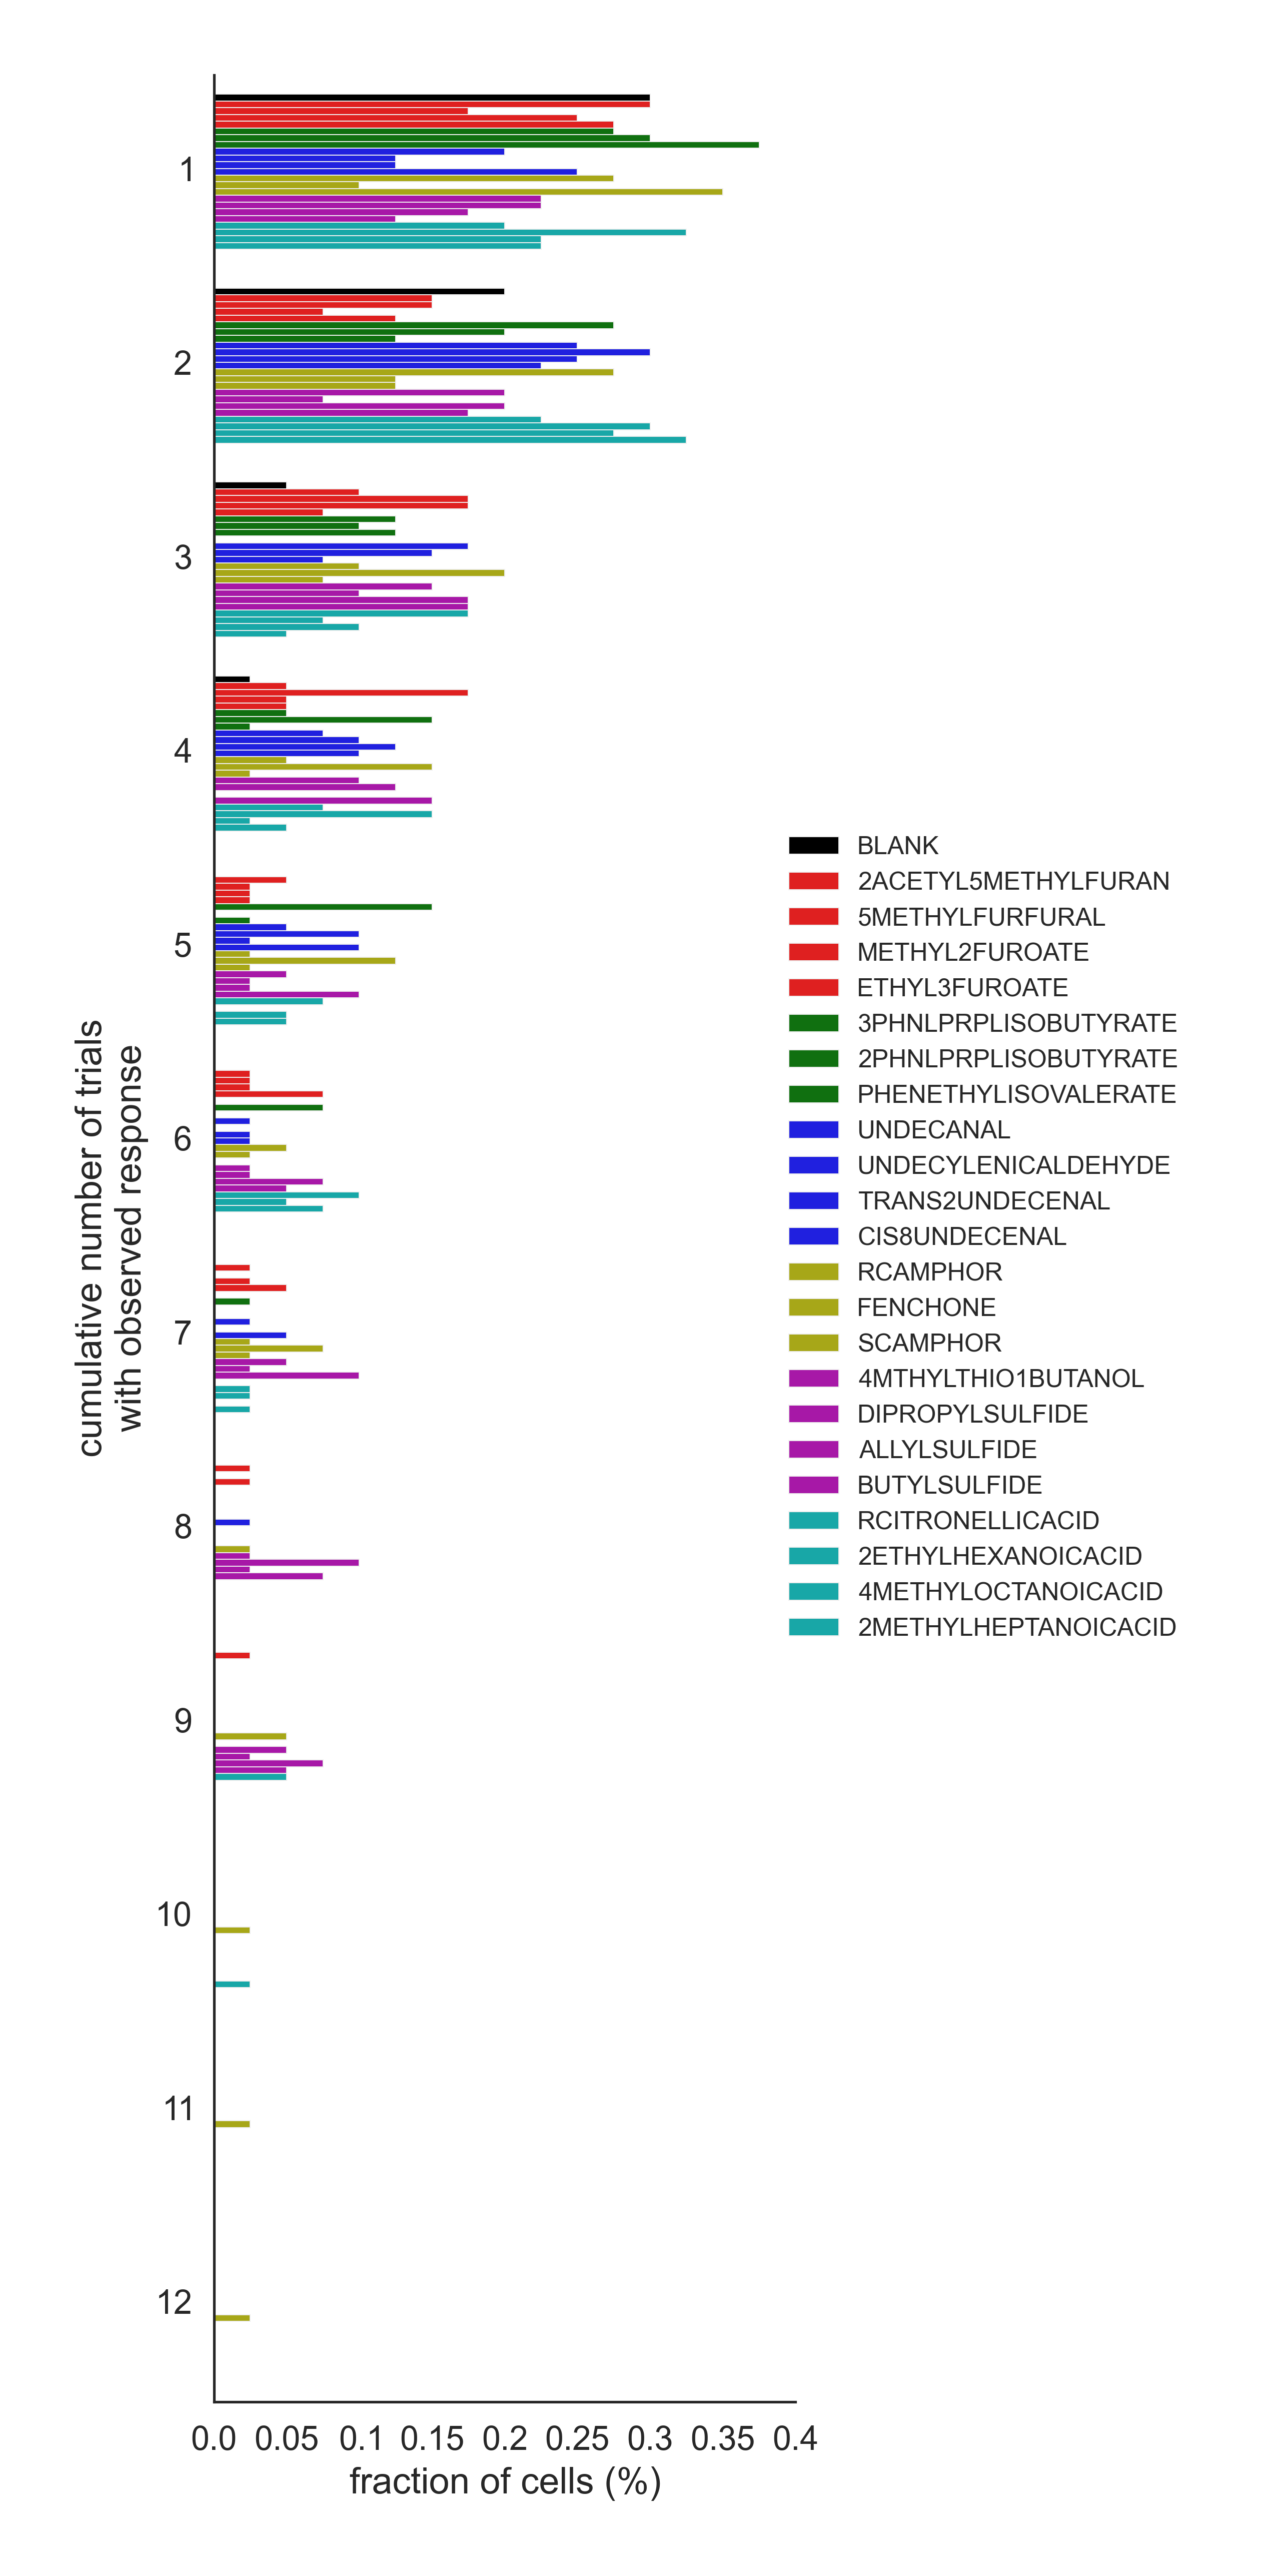 1
2
3
4
5
6
7
8
9
10
11
12
cumulative number of trials
with observed response
BLANK
2ACETYL5METHYLFURAN
5METHYLFURFURAL
METHYL2FUROATE
ETHYL3FUROATE
3PHNLPRPLISOBUTYRATE
2PHNLPRPLISOBUTYRATE
PHENETHYLISOVALERATE
UNDECANAL
UNDECYLENICALDEHYDE
TRANS2UNDECENAL
CIS8UNDECENAL
RCAMPHOR
FENCHONE
SCAMPHOR
4MTHYLTHIO1BUTANOL
DIPROPYLSULFIDE
ALLYLSULFIDE
BUTYLSULFIDE
RCITRONELLICACID
2ETHYLHEXANOICACID
4METHYLOCTANOICACID
2METHYLHEPTANOICACID
0.0 0.05 0.1 0.15 0.2 0.25 0.3 0.35 0.4
fraction of cells (%)